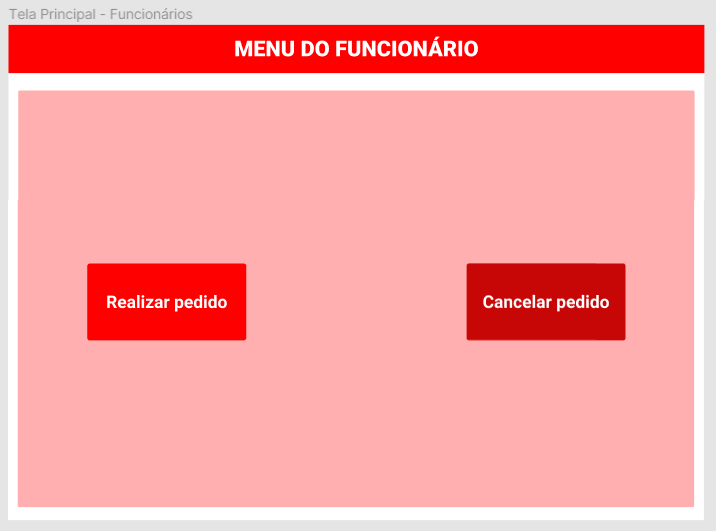 Tela Principal - Funcionários
MENU DO FUNCIONÁRIO
Realizar pedido
Cancelar pedido